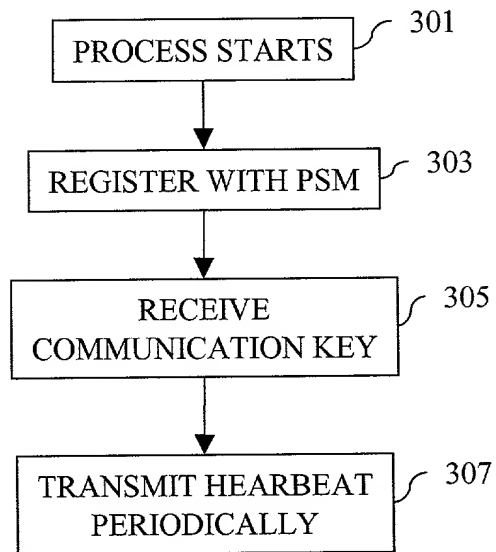 PROCESS STARTS
301
REGISTER WITH PSM
303
RECEIVE
COMMUNICATION KEY
305
TRANSMIT HEARBEAT
PERIODICALLY
307